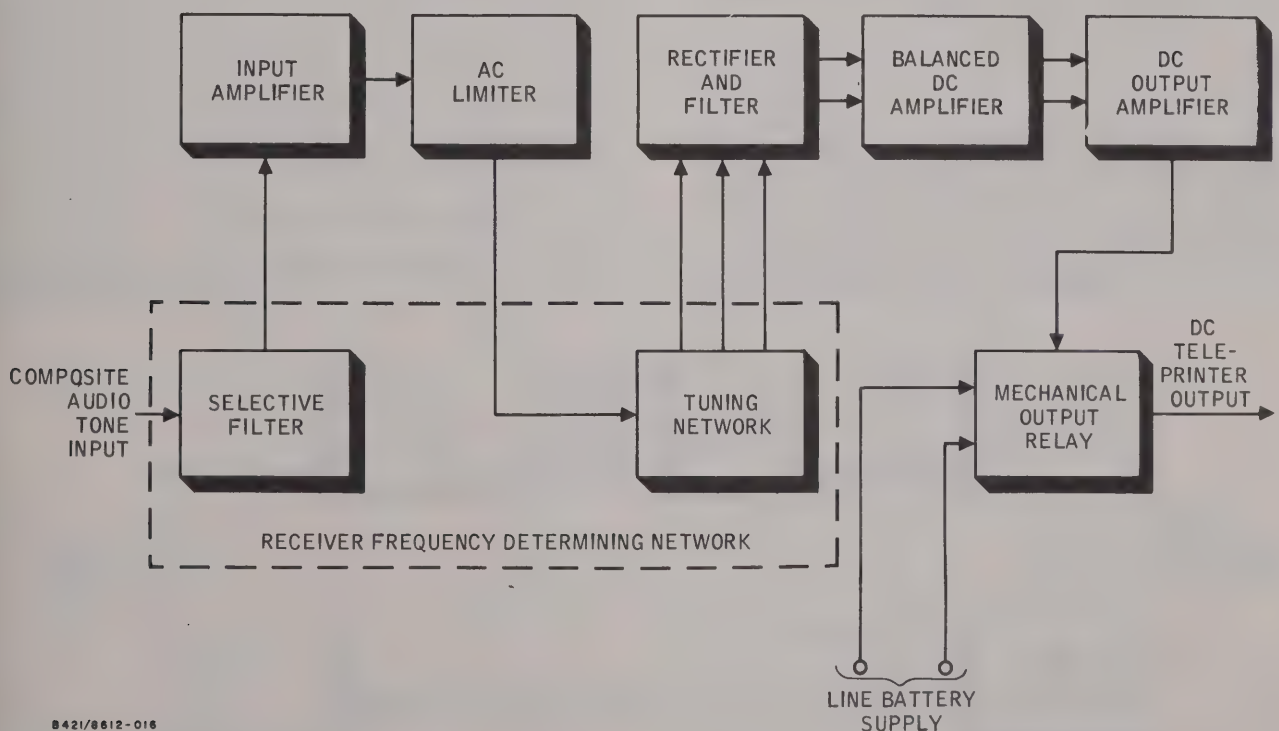 INPUT
AMPLIFIER
AC
LIMITER
RECTIFIER
AND
FILTER
BALANCED
DC
AMPLIFIER
DC
OUTPUT
AMPLIFIER
COMPOSITE
AUDIO
TONE
INPUT
SELECTIVE
FILTER
TUNING
NETWORK
MECHANICAL
OUTPUT
RELAY
DC
TELE-
PRINTER
OUTPUT
RECEIVER FREQUENCY DETERMINING NETWORK
LINE BATTERY
SUPPLY
8421/8612-016